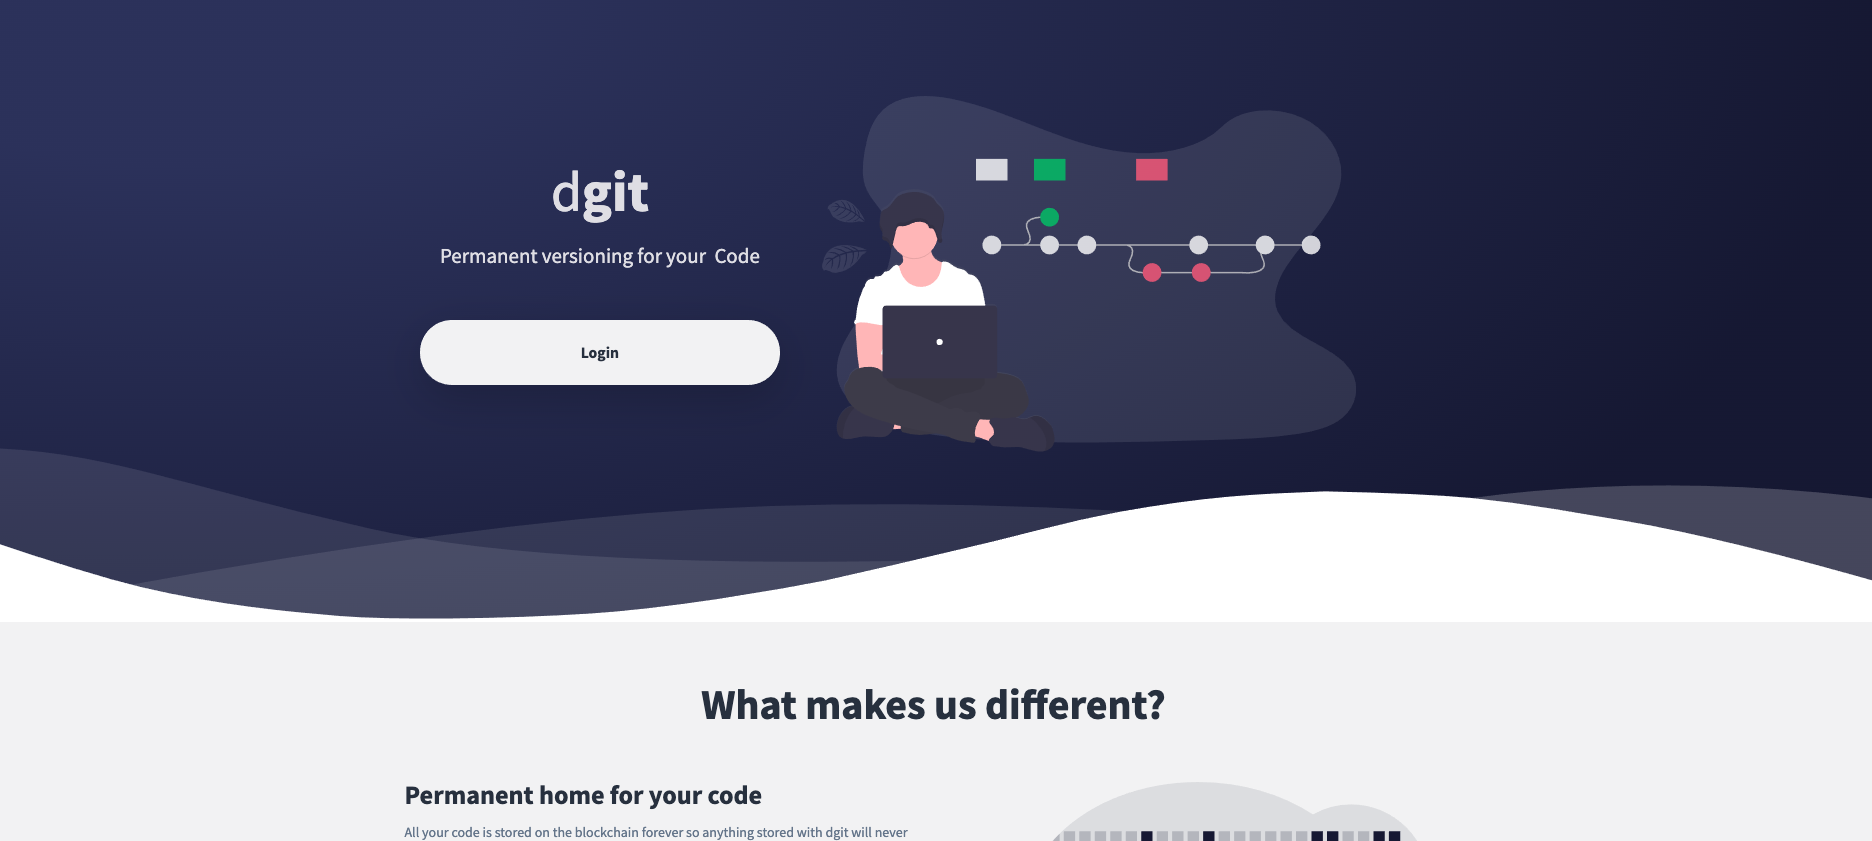 dgit
Permanent versioning for your  Code
Login
What makes us different?
Permanent home for your code
All your code is stored on the blockchain forever so anything stored with dgit will never